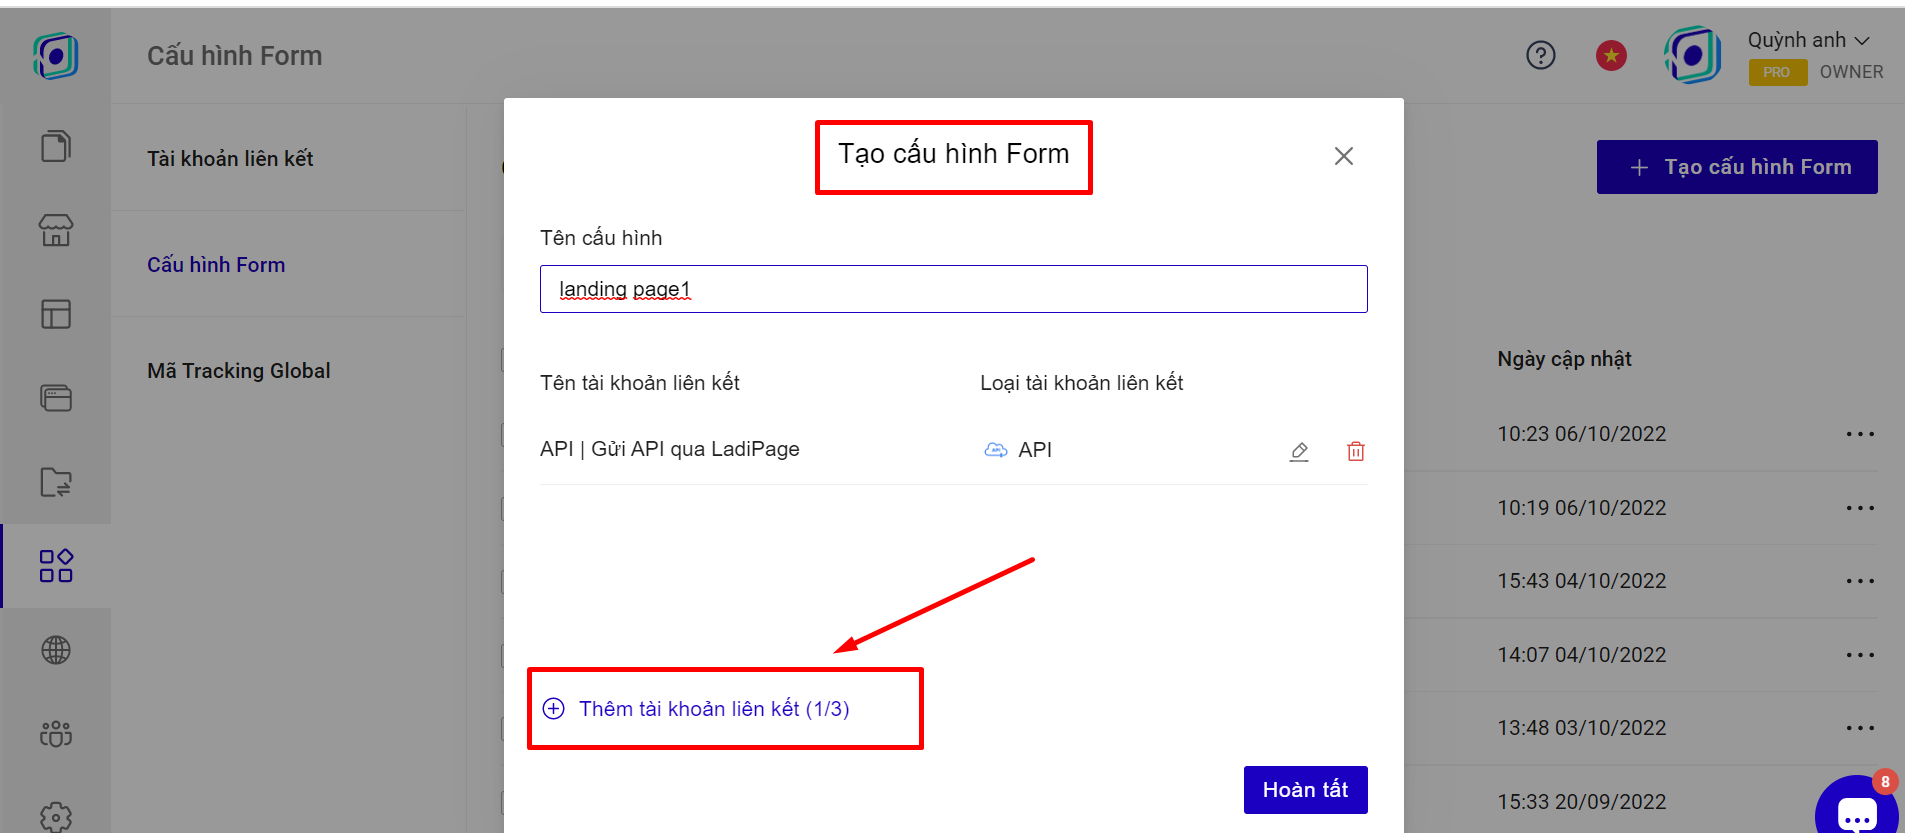 Cấu hình Form
Quỳnh anh
PRO
OWNER
Tài khoản liên kết
Cấu hình Form
Mã Tracking Global
Tạo cấu hình Form
Tạo cấu hình Form
Tên cấu hình
landing page1
Tên tài khoản liên kết
Loại tài khoản liên kết
API | Gửi API qua LadiPage
API
Thêm tài khoản liên kết (1/3)
Hoàn tất
Ngày cập nhật
10:23 06/10/2022
10:19 06/10/2022
15:43 04/10/2022
14:07 04/10/2022
13:48 03/10/2022
15:33 20/09/2022
8